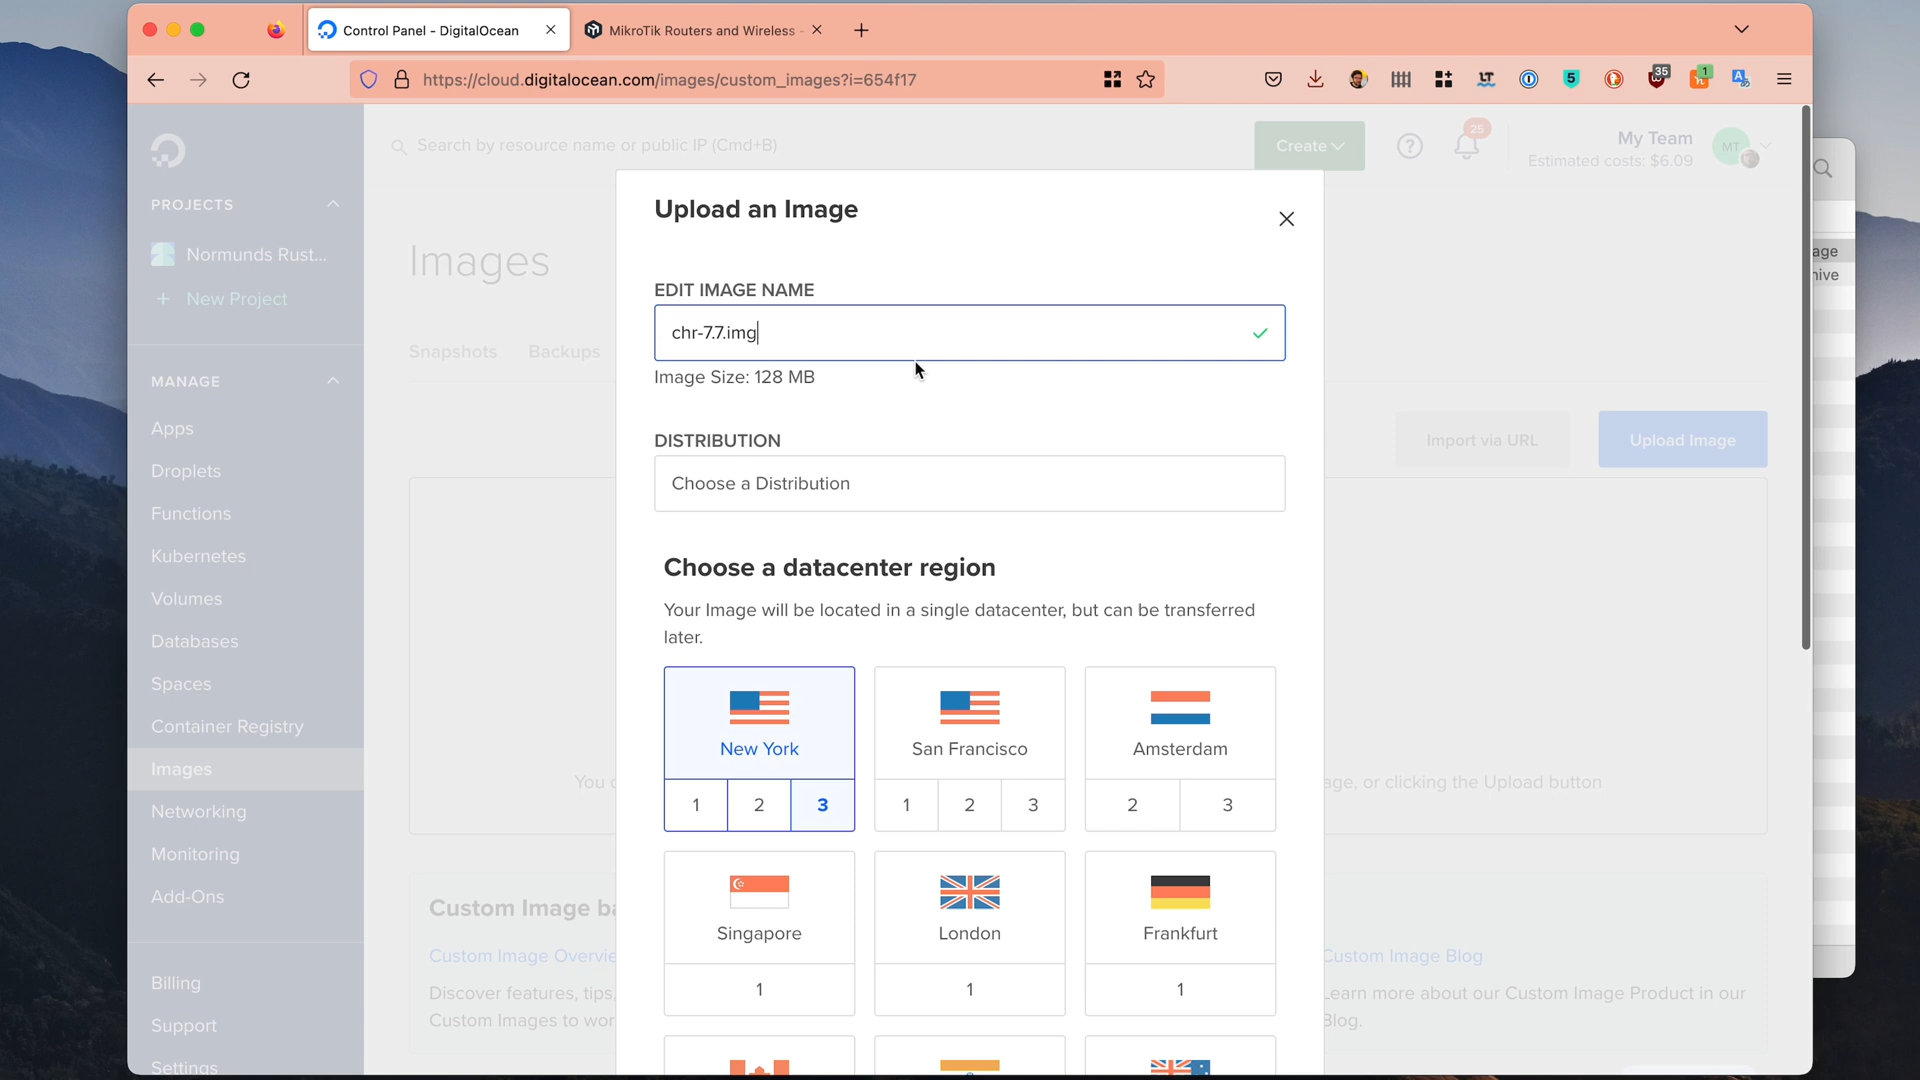 Control Panel - DigitalOcean
MikroTik Routers and Wireless -
https://cloud.digitalocean.com/images/custom_images?i=654f17
35
1
5
Search by resource name or public IP (Cmd+B)
Create
25
My Team
Estimated costs: $6.09
MT
PROJECTS
Normunds Rust...
+ New Project
MANAGE
Apps
Droplets
Functions
Kubernetes
Volumes
Databases
Spaces
Container Registry
Images
Networking
Monitoring
Add-Ons
Billing
Support
Settings
Images
Snapshots
Backups
Import via URL
Upload Image
Upload an Image
EDIT IMAGE NAME
chr-7.7.img
Image Size: 128 MB
DISTRIBUTION
Choose a Distribution
Choose a datacenter region
Your Image will be located in a single datacenter, but can be transferred
later.
New York
1 2 3
San Francisco
1 2 3
Amsterdam
2 3
Singapore
1
London
1
Frankfurt
1
or clicking the Upload button
Custom Image
Custom Image
Discover features, tips,
Custom Images to
Custom Image Blog
Learn more about our Custom Image Product in our
Blog.